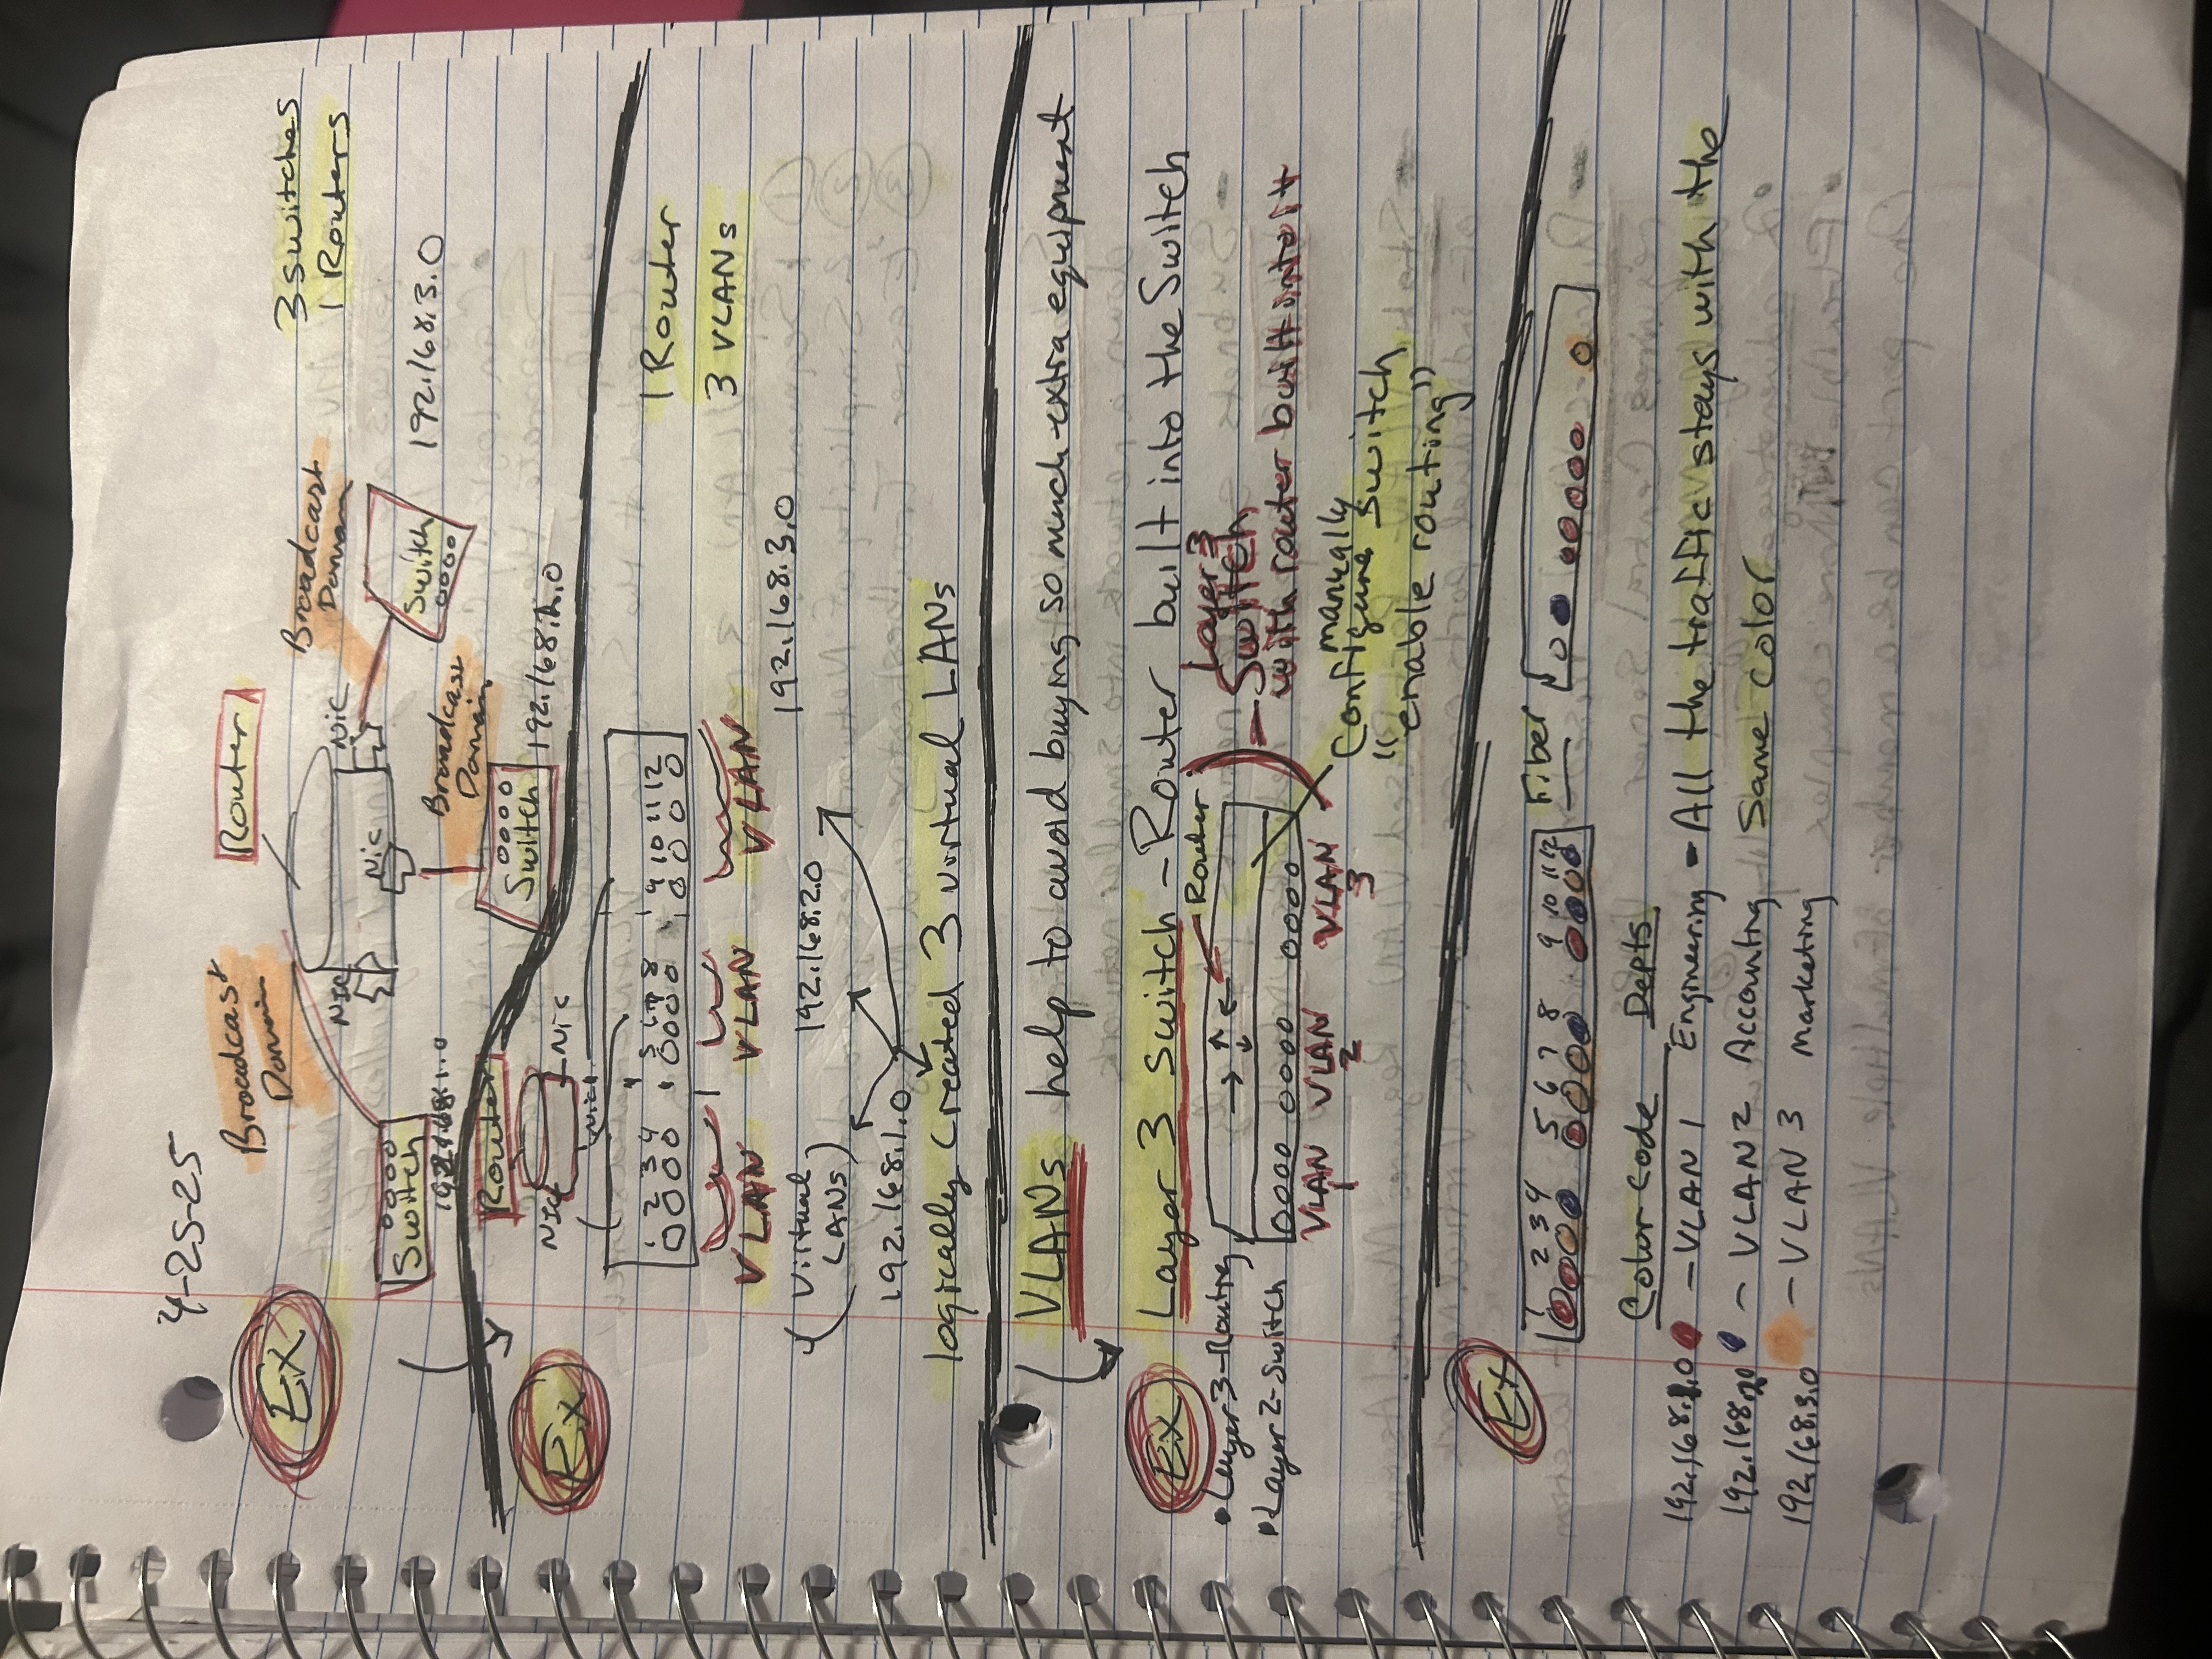 4-25-25
Ex
Broadcast
Domain
Router
Broadcast
Domain
3 switches
1 Routers
NIC
Nic
NiC
Switch
192.168.1.0
Switch
192.168.3.0
Broadcast
Domain
Switch
192.168.2.0
Ex
Router
NIC
Nic
Nic
1 2 3 4 5 6 7 8 9 10 11 12
VLAN VLAN VLAN
1 Router
3 VLANs
(Virtual
LANs)
192.168.2.0
192.168.3.0
192.168.1.0
logically Created 3 virtual LANs
VLANs help to avoid buying so much extra equipment
Ex
Layer 3 switch - Router built into the Switch
• Layer 3-Routing
• Layer 2-Switch
Router
VLAN VLAN VLAN
1 2 3
Layer 3
- Switch
with router built into it
manually
Configure switch
"enable routing"
Ex
1 2 3 4 5 6 7 8 9 10 11 12
Fiber
Color Code Depts
192.168.1.0 - VLAN 1 Engineering - All the traffic stays with the
192.168.20 - VLAN 2 Accounting Same color
192.168.3.0 - VLAN 3 Marketing